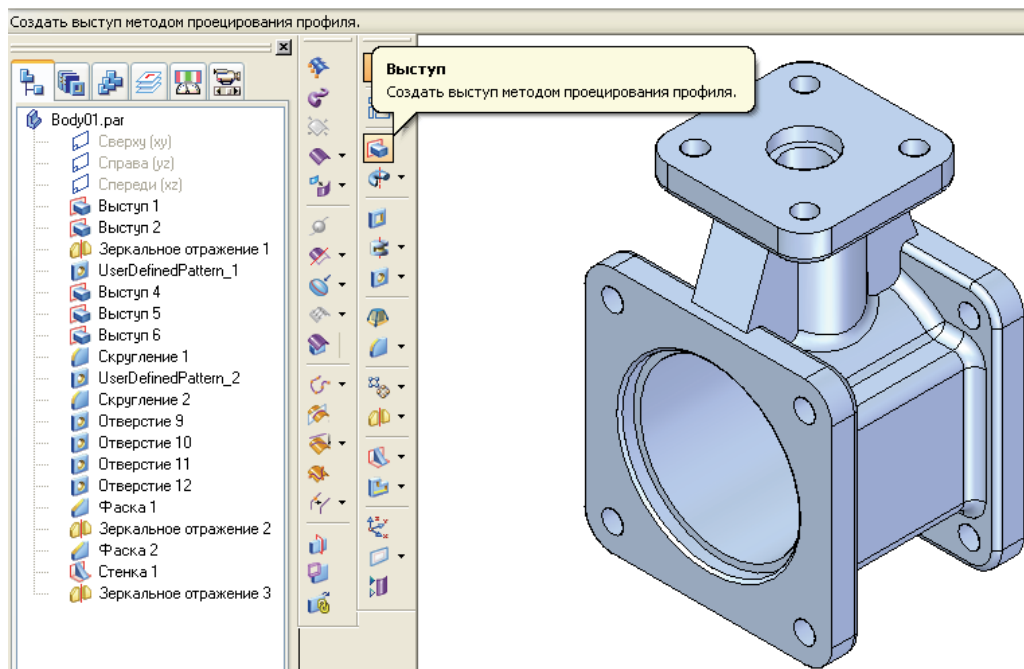 Создать выступ методом проецирования профиля.
Выступ
Создать выступ методом проецирования профиля.
Body01.par
Сверху (xy)
Справа (yz)
Спереди (xz)
Выступ 1
Выступ 2
Зеркальное отражение 1
UserDefinedPattern_1
Выступ 4
Выступ 5
Выступ 6
Скругление 1
UserDefinedPattern_2
Скругление 2
Отверстие 9
Отверстие 10
Отверстие 11
Отверстие 12
Фаска 1
Зеркальное отражение 2
Фаска 2
Стенка 1
Зеркальное отражение 3